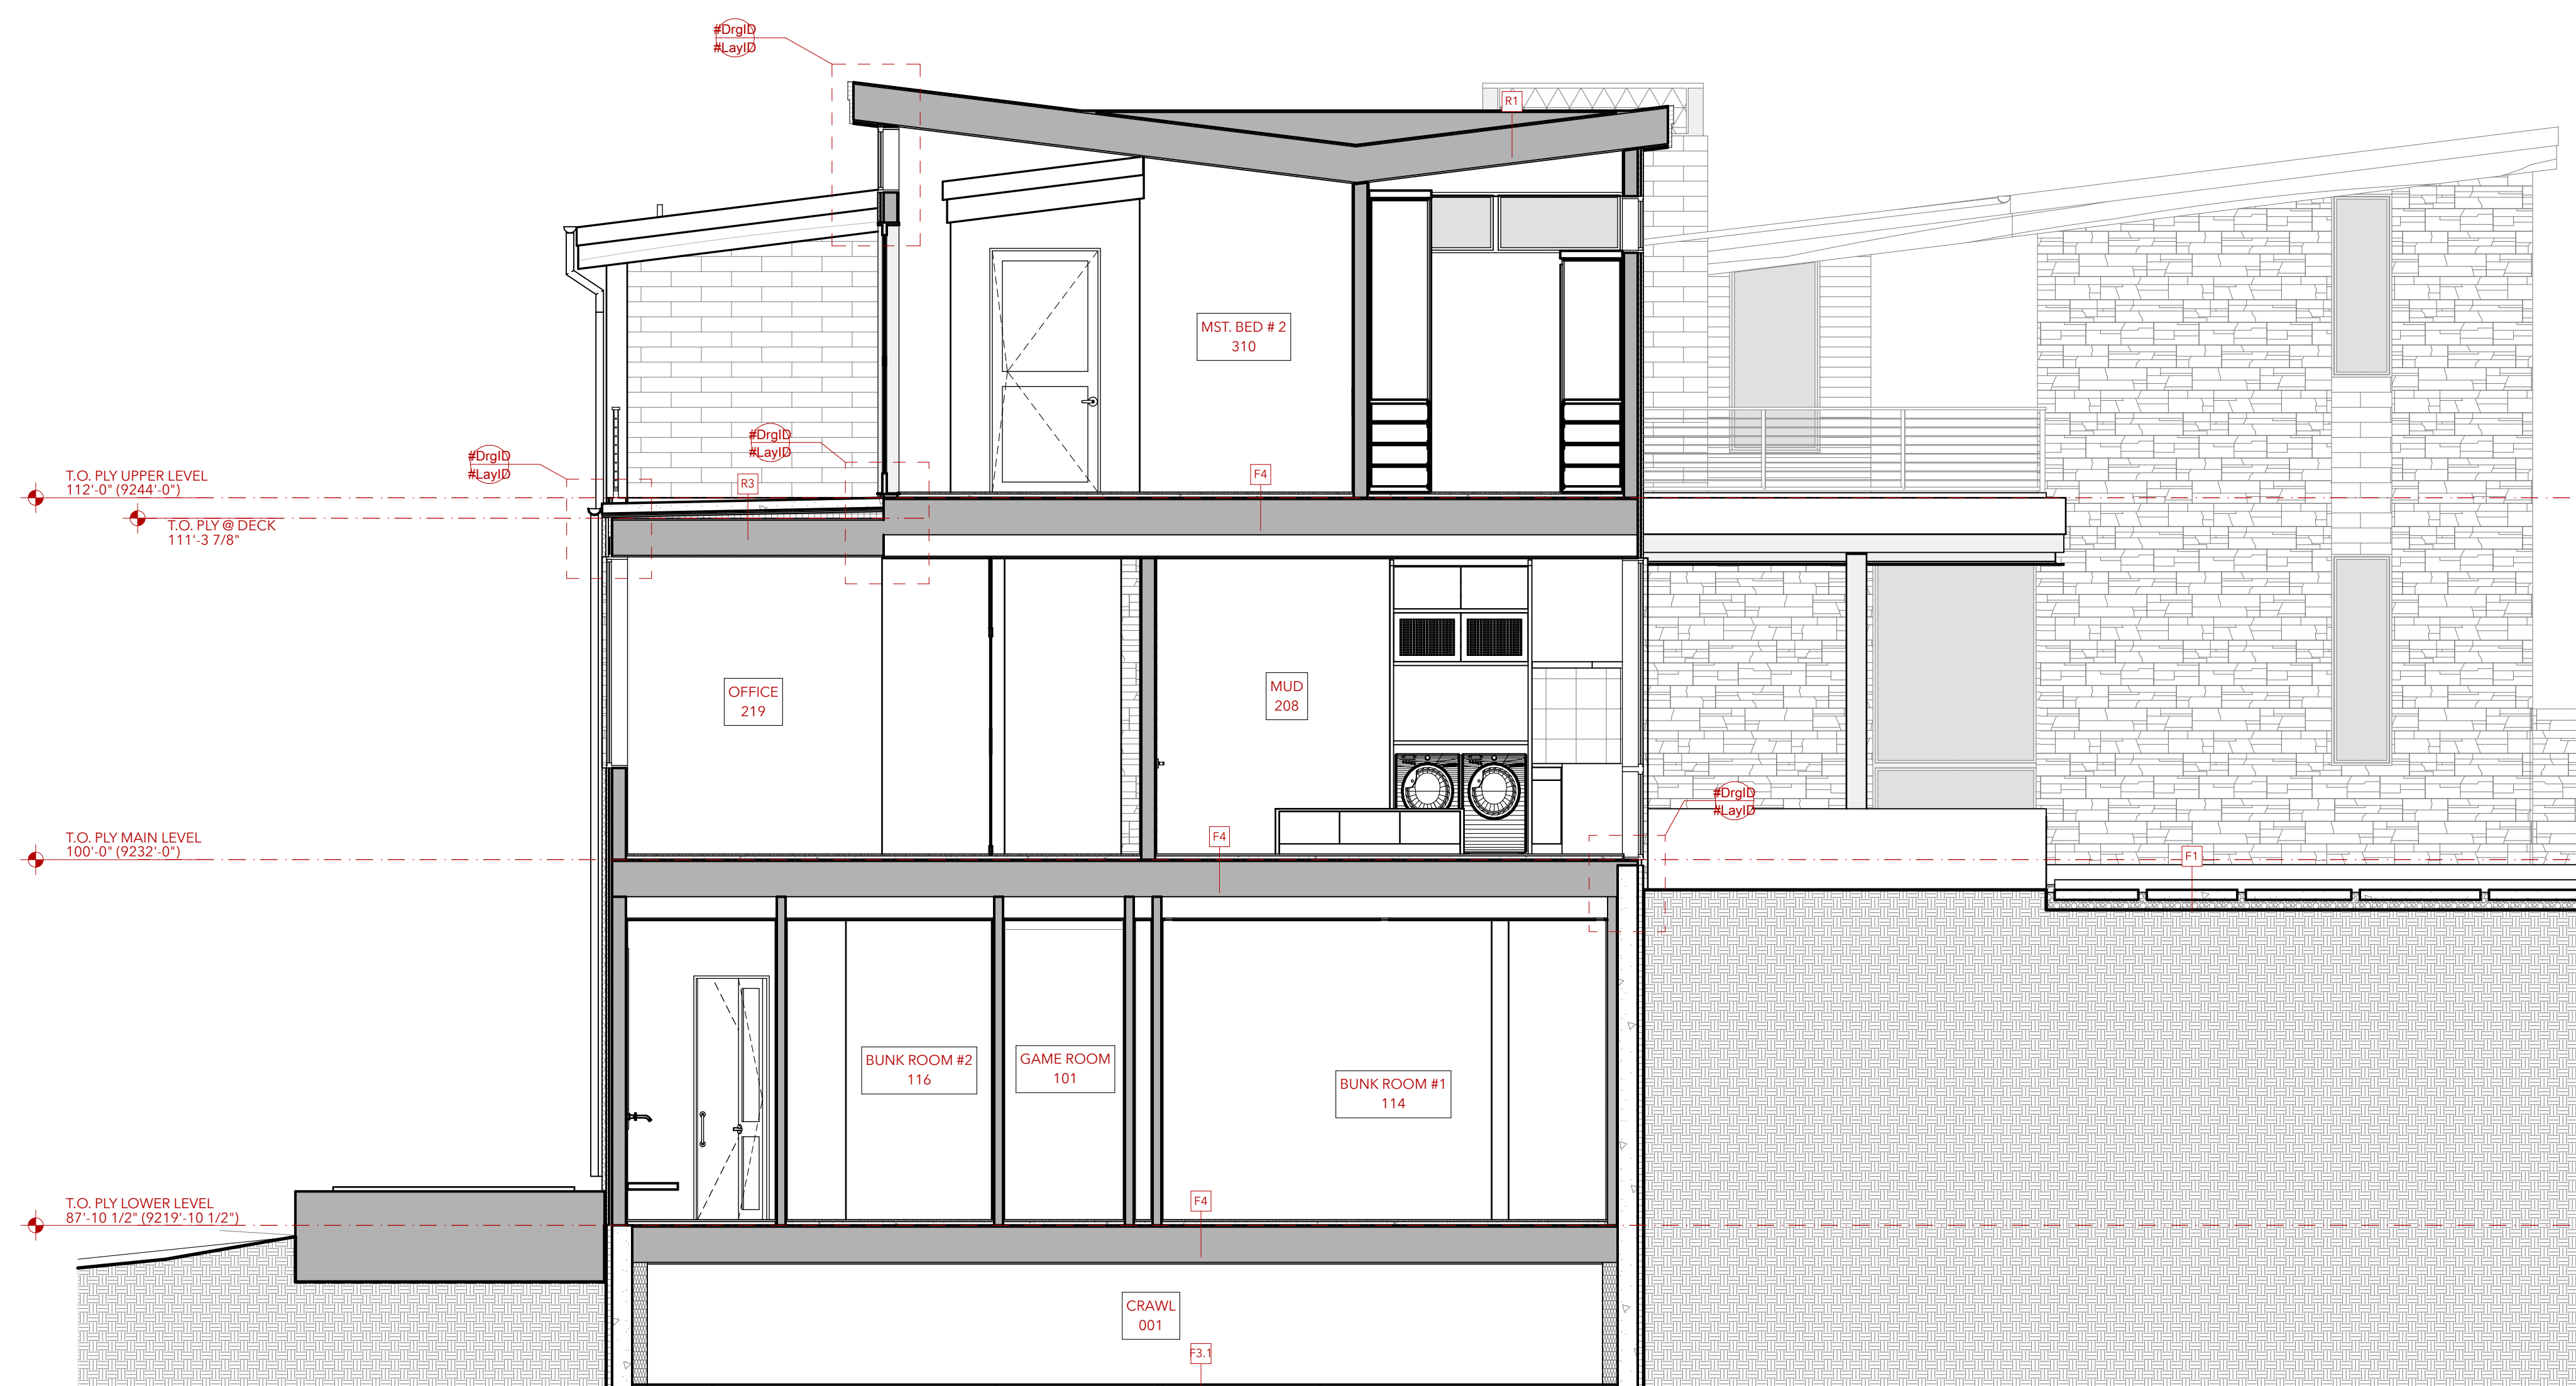 #DrgID
#LayID
R1
MST. BED # 2
310
#DrgID
#LayID
#DrgID
#LayID
R3
F4
T.O. PLY UPPER LEVEL
112'-0" (9244'-0")
T.O. PLY @ DECK
111'-3 7/8"
OFFICE
219
MUD
208
#DrgID
#LayID
T.O. PLY MAIN LEVEL
100'-0" (9232'-0")
F4
F1
BUNK ROOM #2
116
GAME ROOM
101
BUNK ROOM #1
114
T.O. PLY LOWER LEVEL
87'-10 1/2" (9219'-10 1/2")
F4
CRAWL
001
F3.1